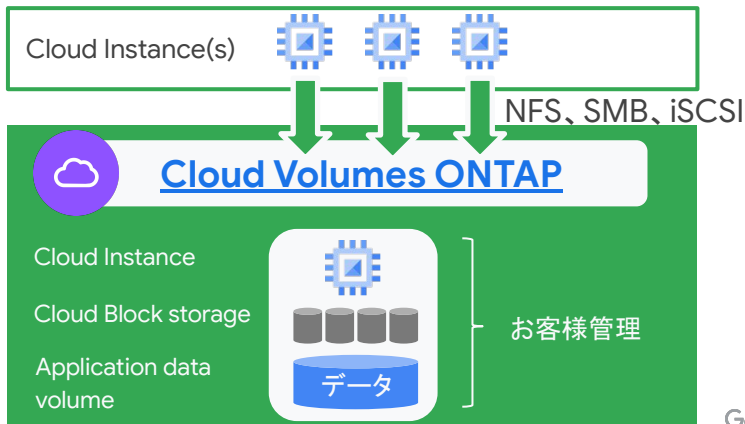 Cloud Instance(s)
NFS、SMB、iSCSI
Cloud Volumes ONTAP
Cloud Instance
Cloud Block storage
お客様管理
Application data
volume
データ